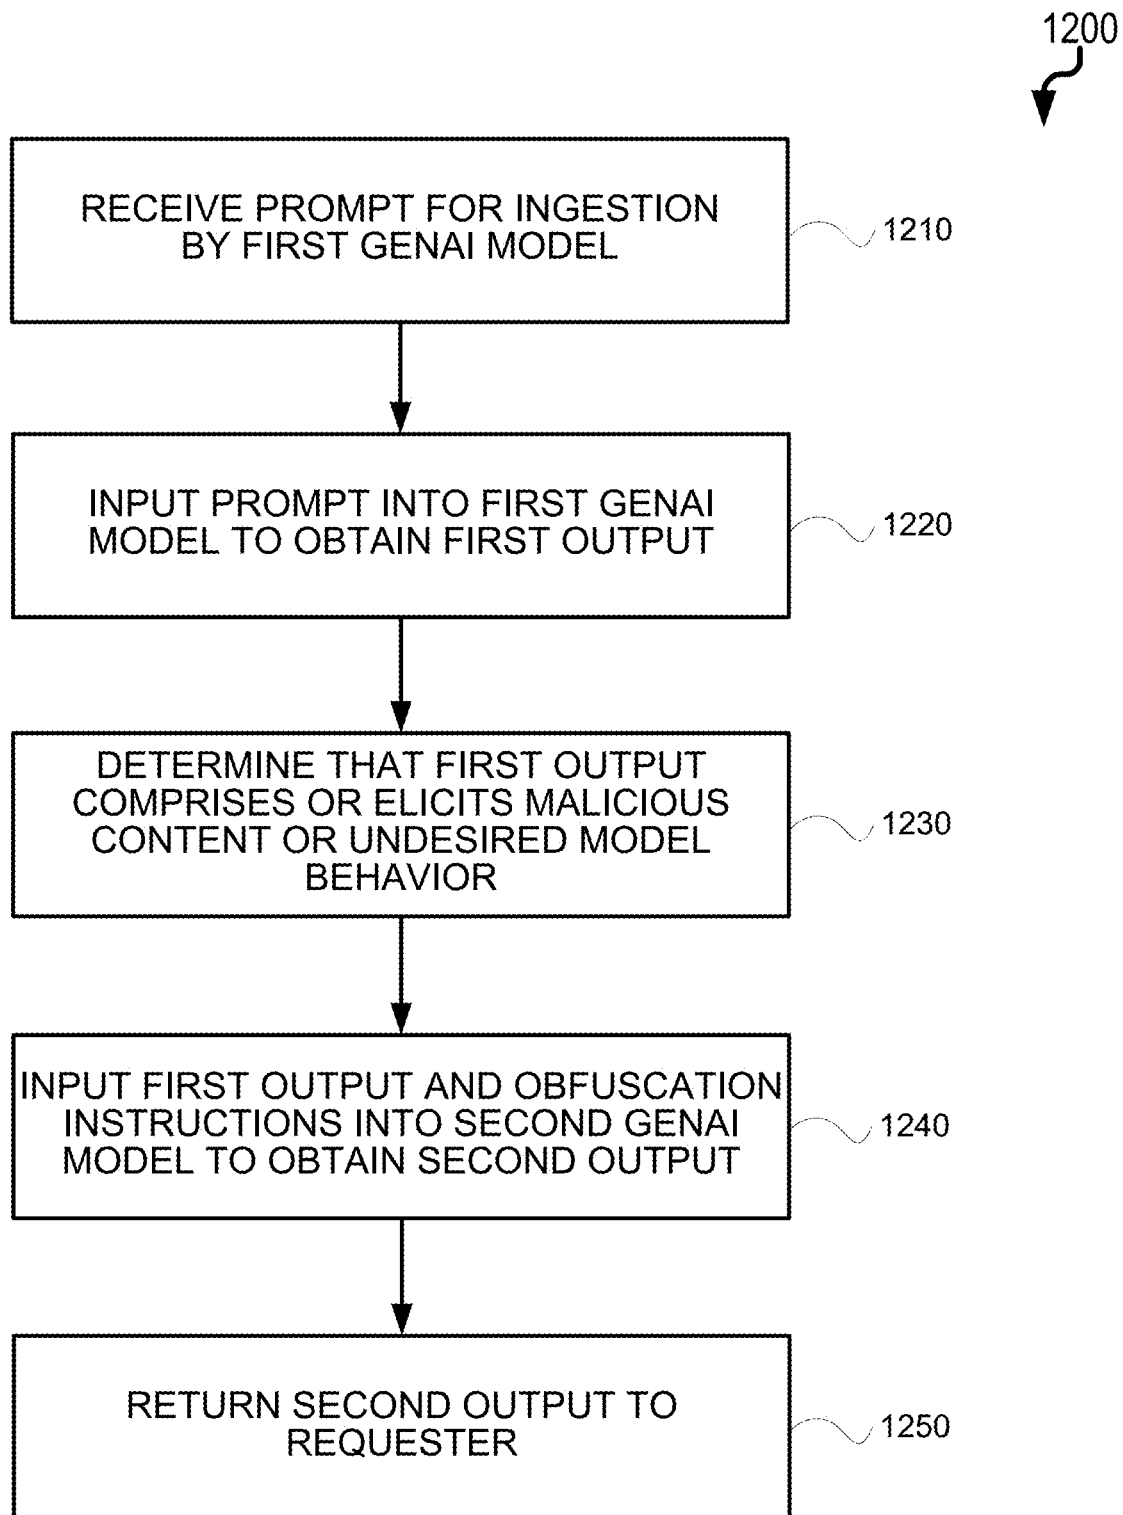 1200
RECEIVE PROMPT FOR INGESTION
BY FIRST GENAI MODEL
1210
INPUT PROMPT INTO FIRST GENAI
MODEL TO OBTAIN FIRST OUTPUT
1220
DETERMINE THAT FIRST OUTPUT
COMPRISES OR ELICITS MALICIOUS
CONTENT OR UNDESIRED MODEL
BEHAVIOR
1230
INPUT FIRST OUTPUT AND OBFUSCATION
INSTRUCTIONS INTO SECOND GENAI
MODEL TO OBTAIN SECOND OUTPUT
1240
RETURN SECOND OUTPUT TO
REQUESTER
1250